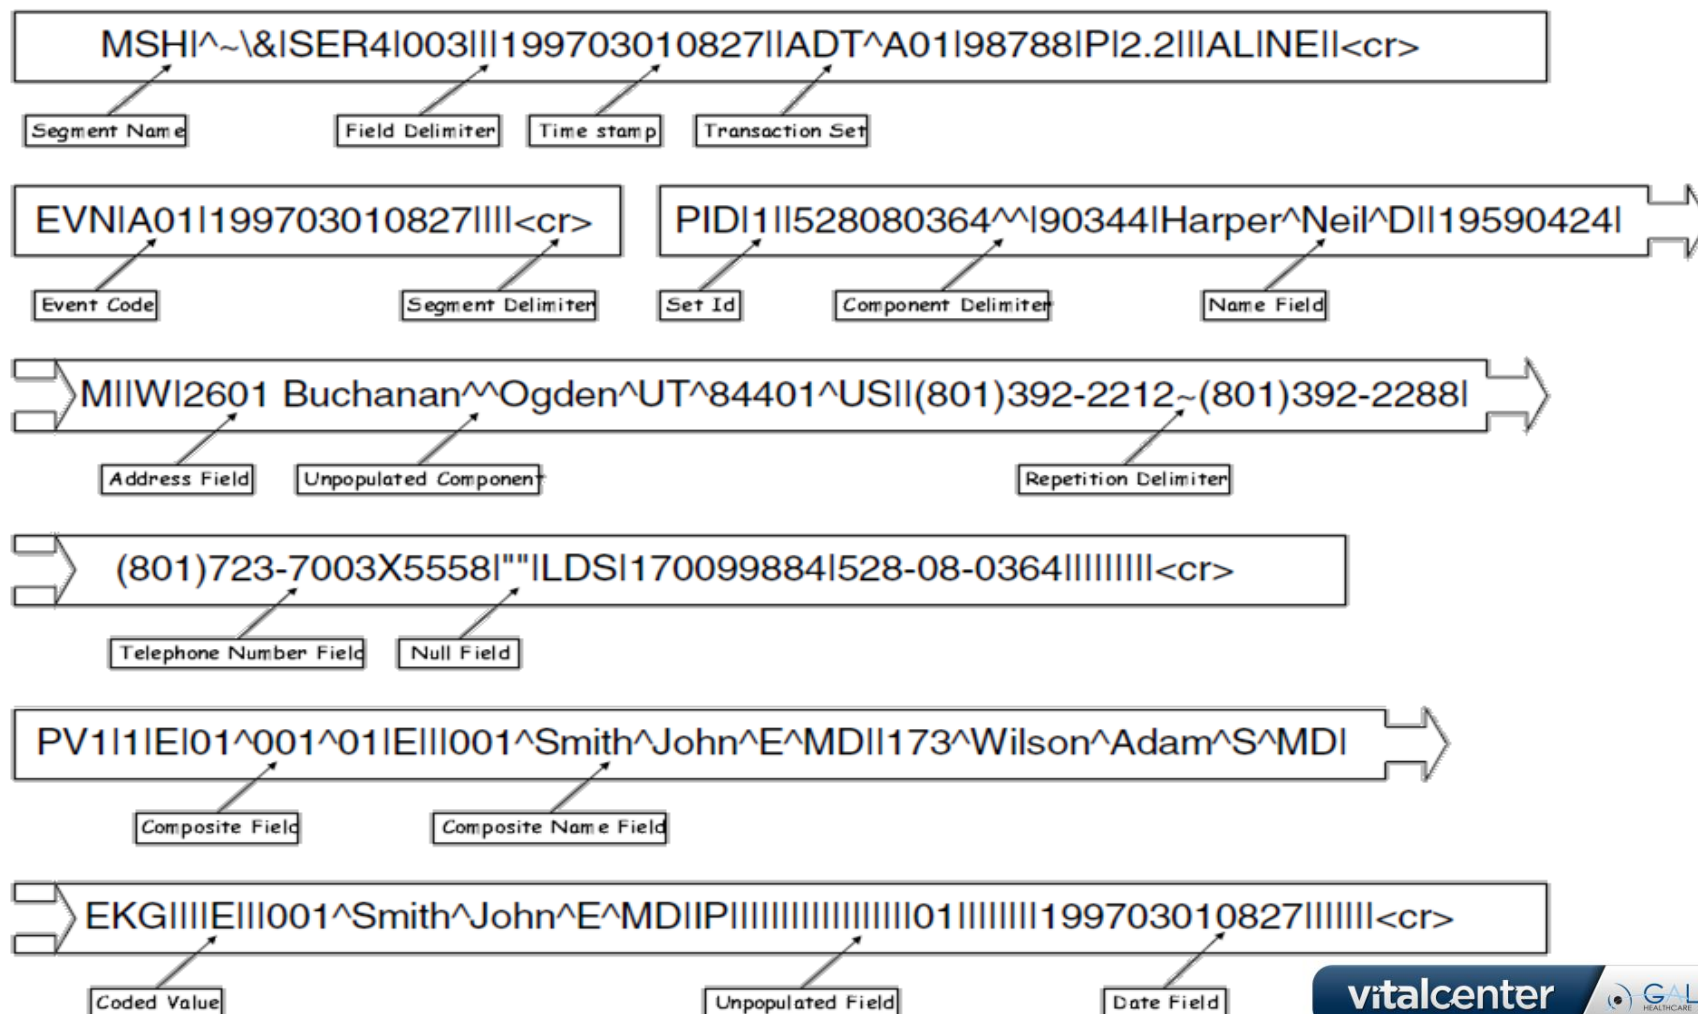 MSH|^~\&|SER4|003|||199703010827||ADT^A01|98788|P|2.2|||AL|NE||<cr>
Segment Name
Field Delimiter
Time stamp
Transaction Set
EVN|A01|199703010827||||<cr>
PID|1||528080364^^|90344|Harper^Neil^D||19590424|
Event Code
Segment Delimiter
Set Id
Component Delimiter
Name Field
M||W|2601 Buchanan^^Ogden^UT^84401^US||(801)392-2212~(801)392-2288|
Address Field
Unpopulated Component
Repetition Delimiter
(801)723-7003X5558|""|LDS|170099884|528-08-0364|||||||||<cr>
Telephone Number Field
Null Field
PV1|1|E|01^001^01|E|||001^Smith^John^E^MD||173^Wilson^Adam^S^MD|
Composite Field
Composite Name Field
EKG||||E|||001^Smith^John^E^MD||P||||||||||||||||||01||||||||199703010827|||||||<cr>
Coded Value
Unpopulated Field
Date Field
vitalcenter
GAL
HEALTHCARE